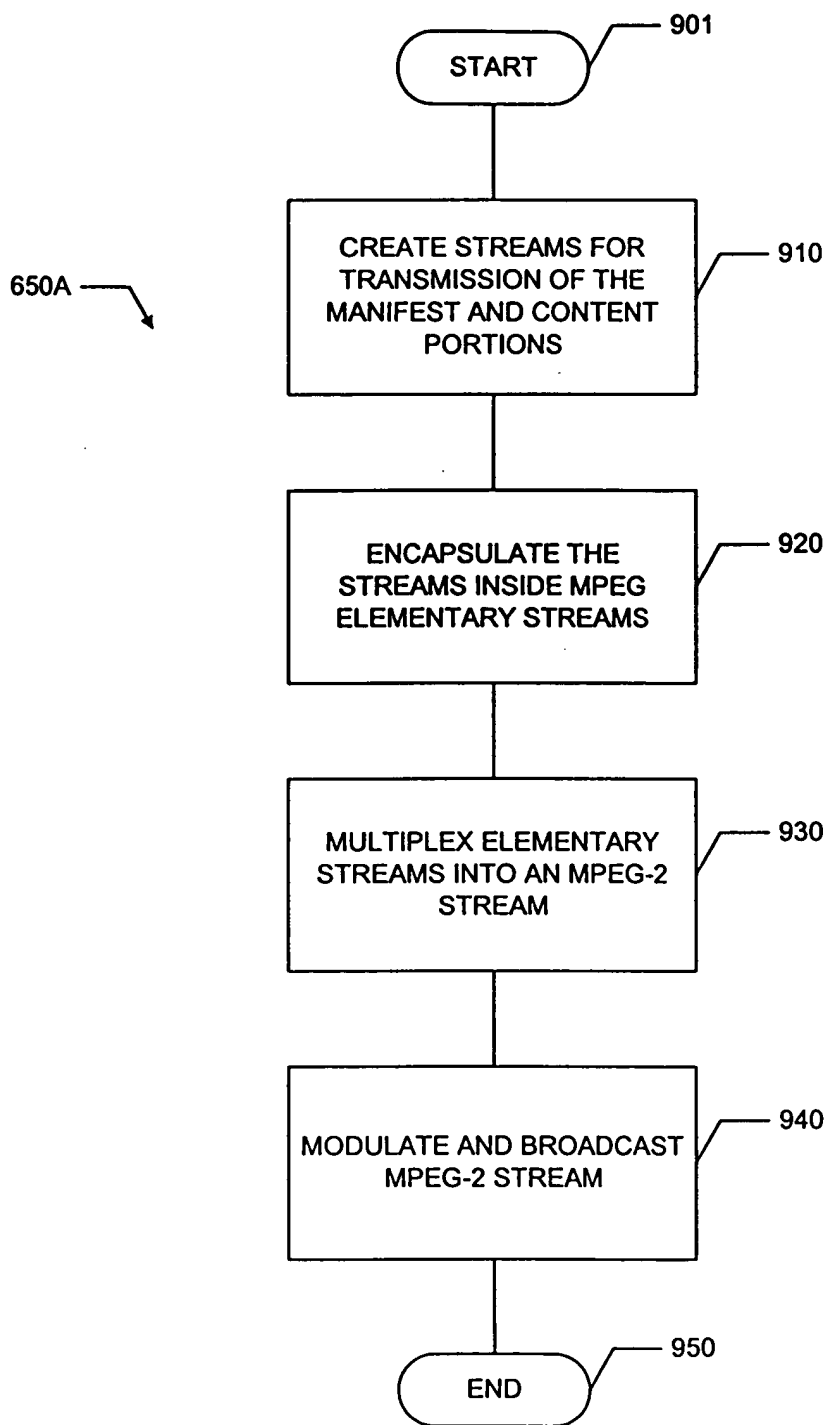 901
START
CREATE STREAMS FOR
TRANSMISSION OF THE
MANIFEST AND CONTENT
PORTIONS
910
650A
ENCAPSULATE THE
STREAMS INSIDE MPEG
ELEMENTARY STREAMS
920
MULTIPLEX ELEMENTARY
STREAMS INTO AN MPEG-2
STREAM
930
MODULATE AND BROADCAST
MPEG-2 STREAM
940
END
950